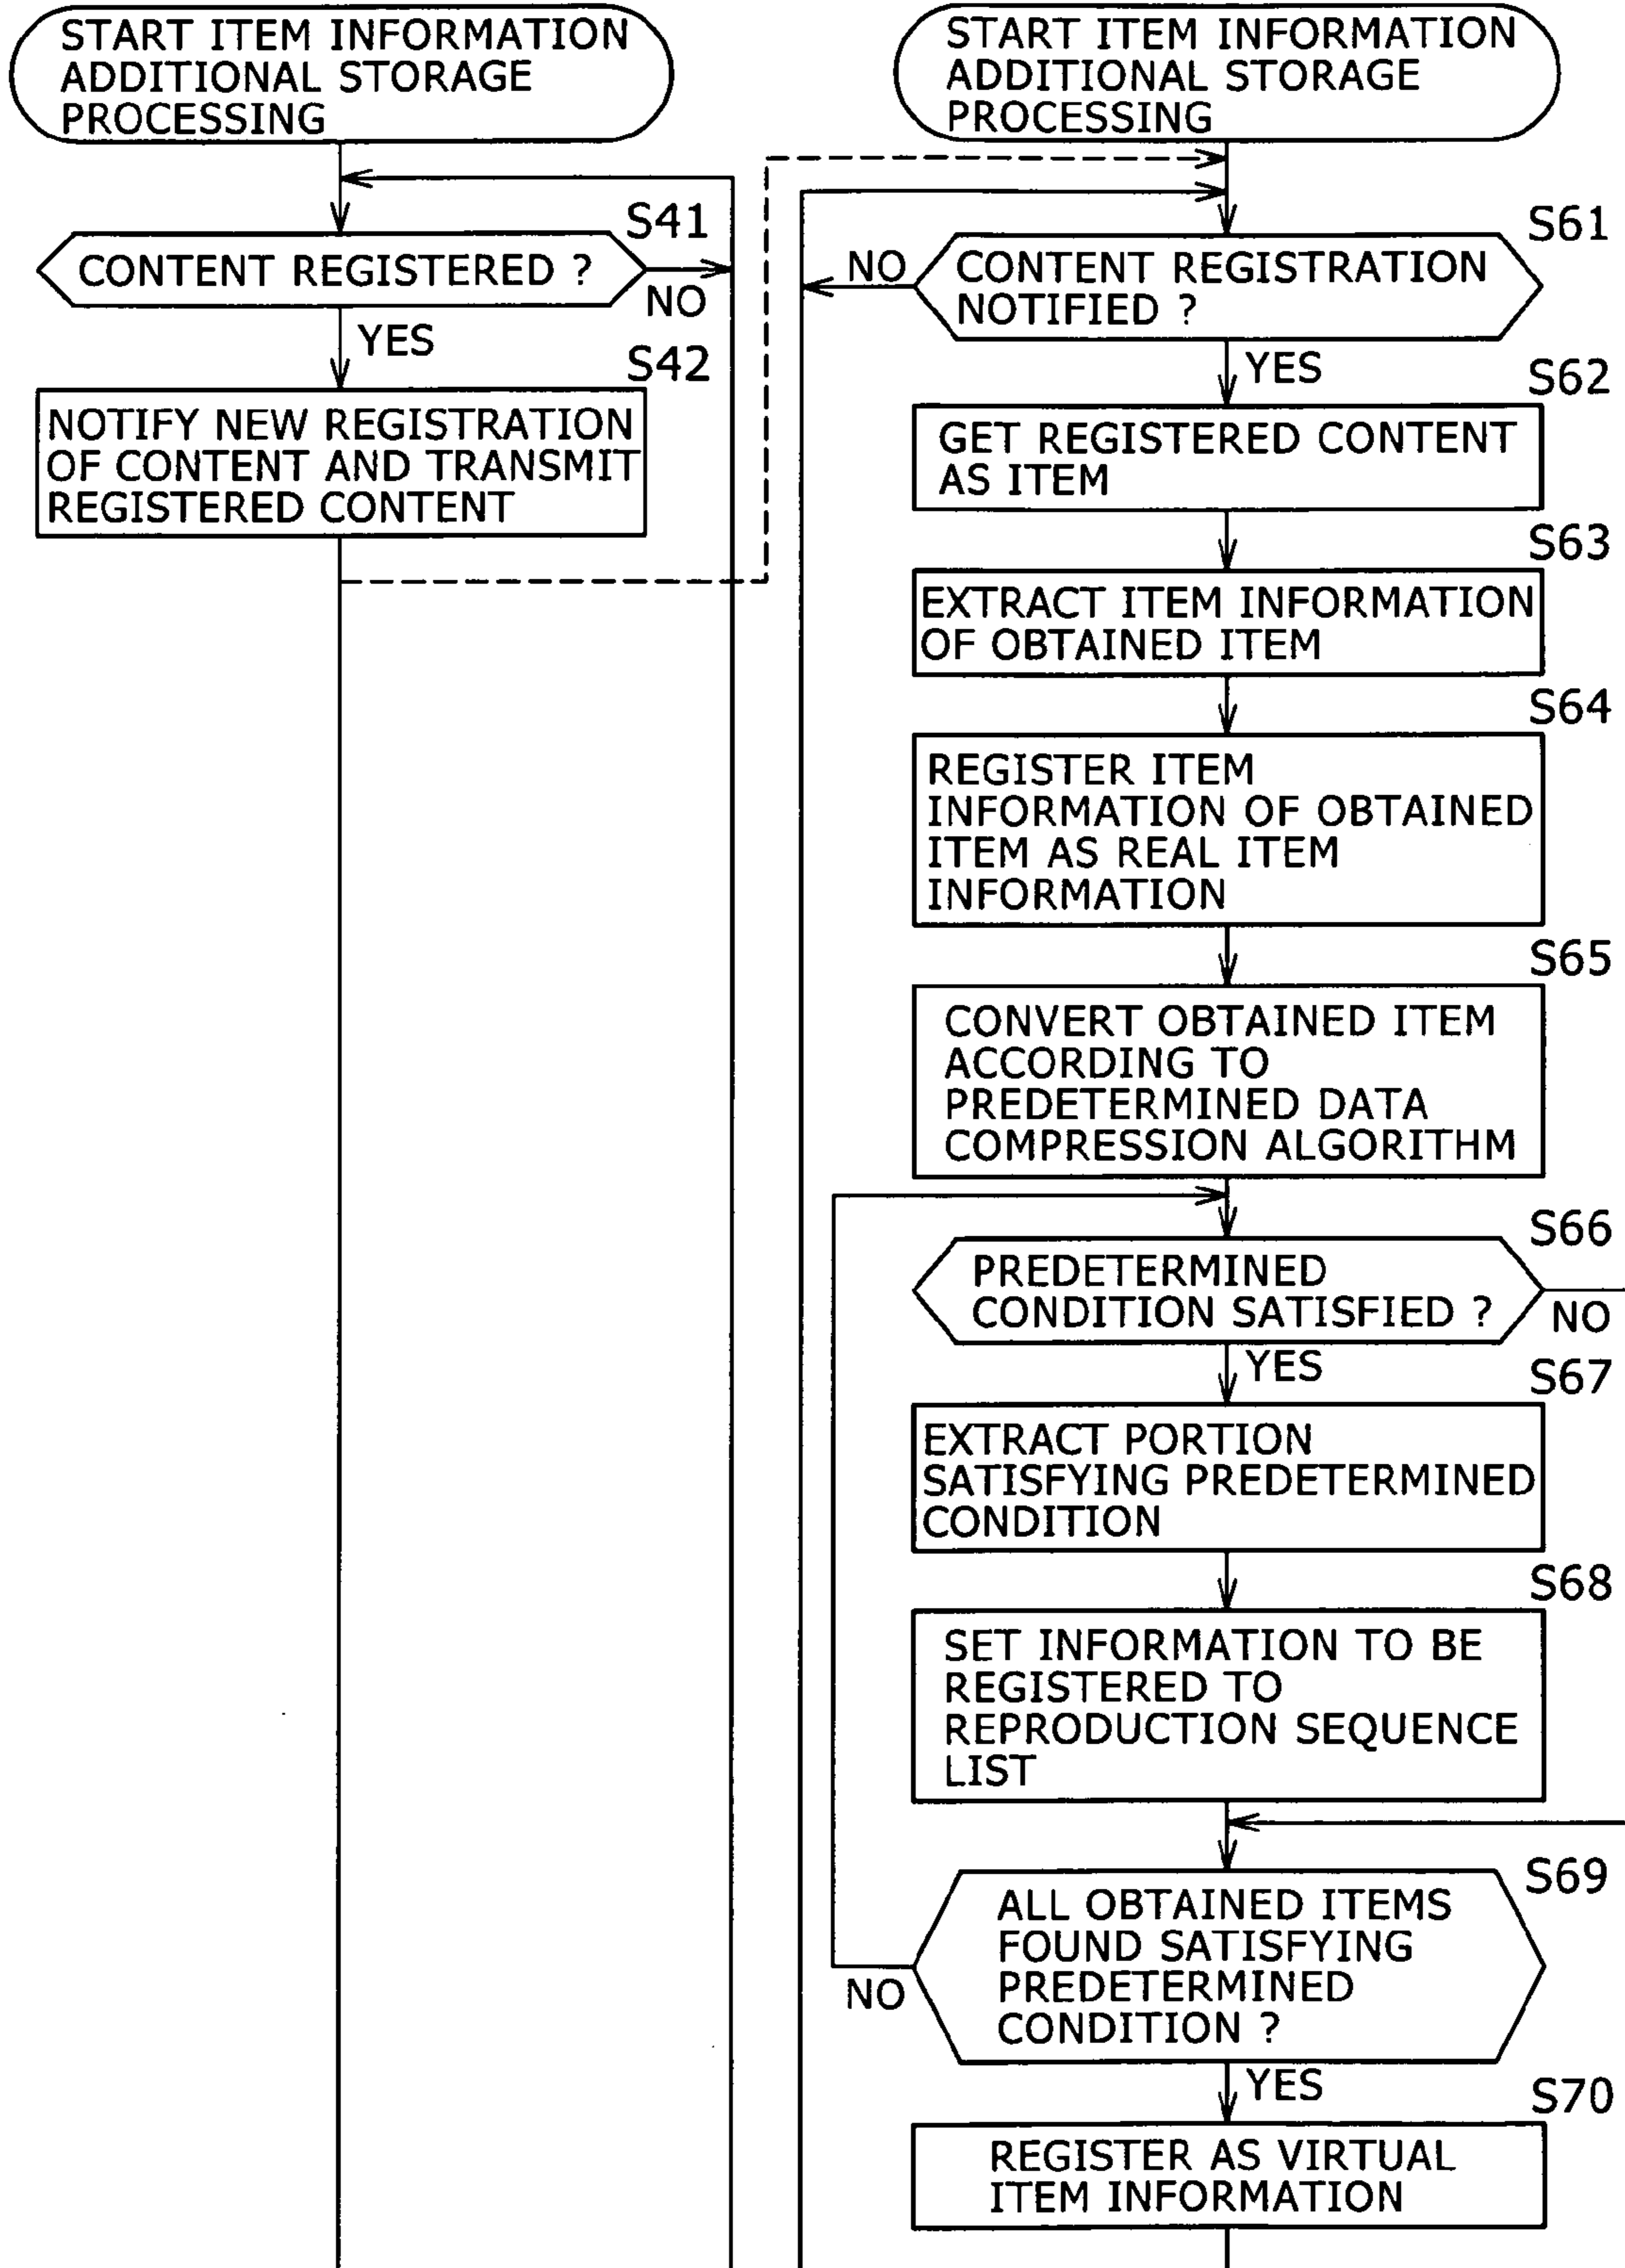 START ITEM INFORMATION
ADDITIONAL STORAGE
PROCESSING
S41
CONTENT REGISTERED ?
NO
YES
S42
NOTIFY NEW REGISTRATION
OF CONTENT AND TRANSMIT
REGISTERED CONTENT
START ITEM INFORMATION
ADDITIONAL STORAGE
PROCESSING
S61
NO
CONTENT REGISTRATION
NOTIFIED ?
YES
S62
GET REGISTERED CONTENT
AS ITEM
S63
EXTRACT ITEM INFORMATION
OF OBTAINED ITEM
S64
REGISTER ITEM
INFORMATION OF OBTAINED
ITEM AS REAL ITEM
INFORMATION
S65
CONVERT OBTAINED ITEM
ACCORDING TO
PREDETERMINED DATA
COMPRESSION ALGORITHM
S66
PREDETERMINED
CONDITION SATISFIED ?
NO
YES
S67
EXTRACT PORTION
SATISFYING PREDETERMINED
CONDITION
S68
SET INFORMATION TO BE
REGISTERED TO
REPRODUCTION SEQUENCE
LIST
S69
ALL OBTAINED ITEMS
FOUND SATISFYING
PREDETERMINED
CONDITION ?
NO
YES
S70
REGISTER AS VIRTUAL
ITEM INFORMATION